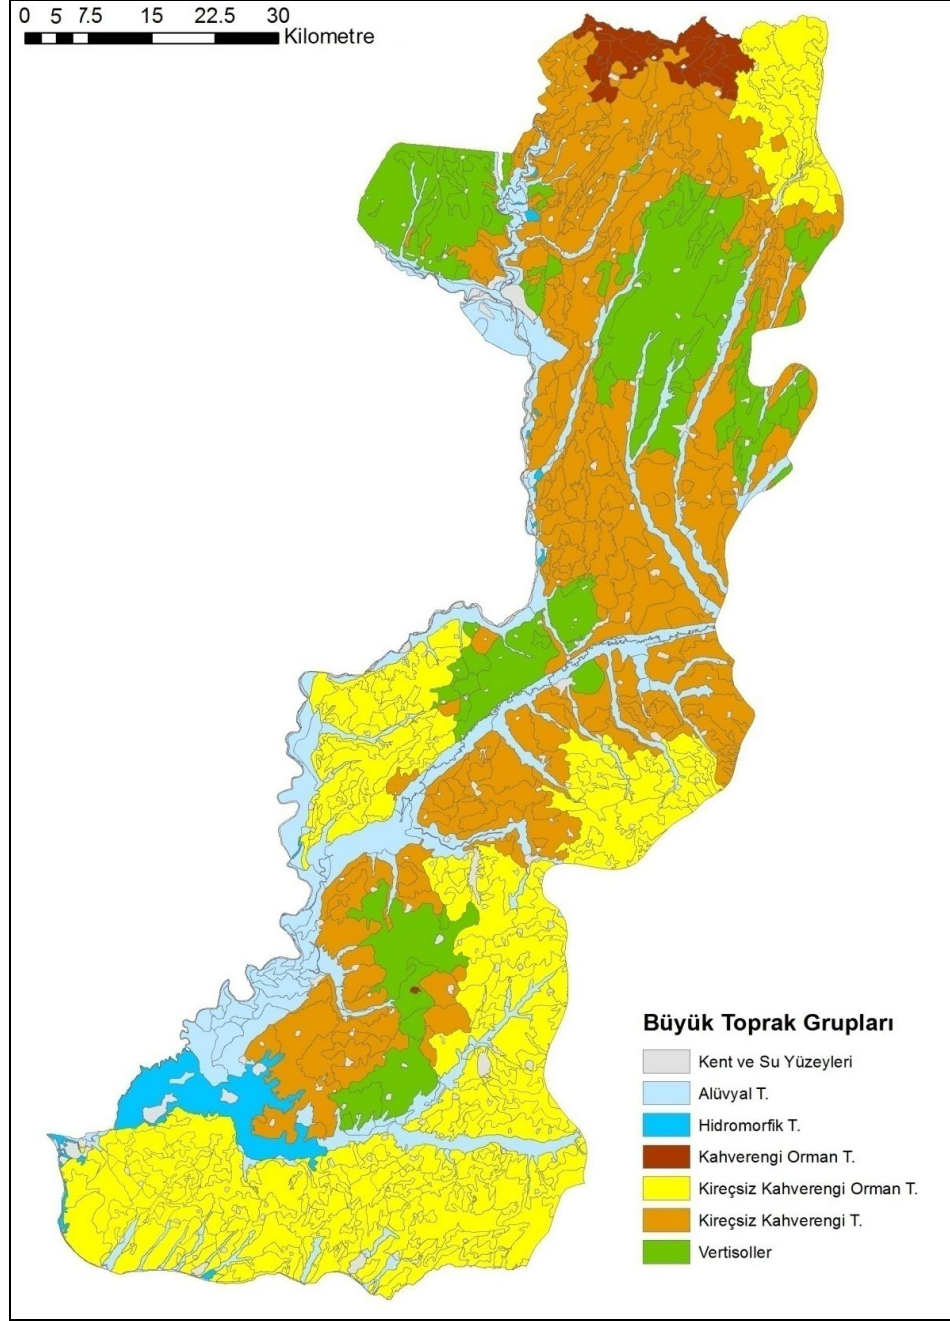 0 5 7.5 15 22.5 30
Kilometre
Büyük Toprak Grupları
Kent ve Su Yüzeyleri
Alüvyal T.
Hidromorfik T.
Kahverengi Orman T.
Kireçsiz Kahverengi Orman T.
Kireçsiz Kahverengi T.
Vertisoller